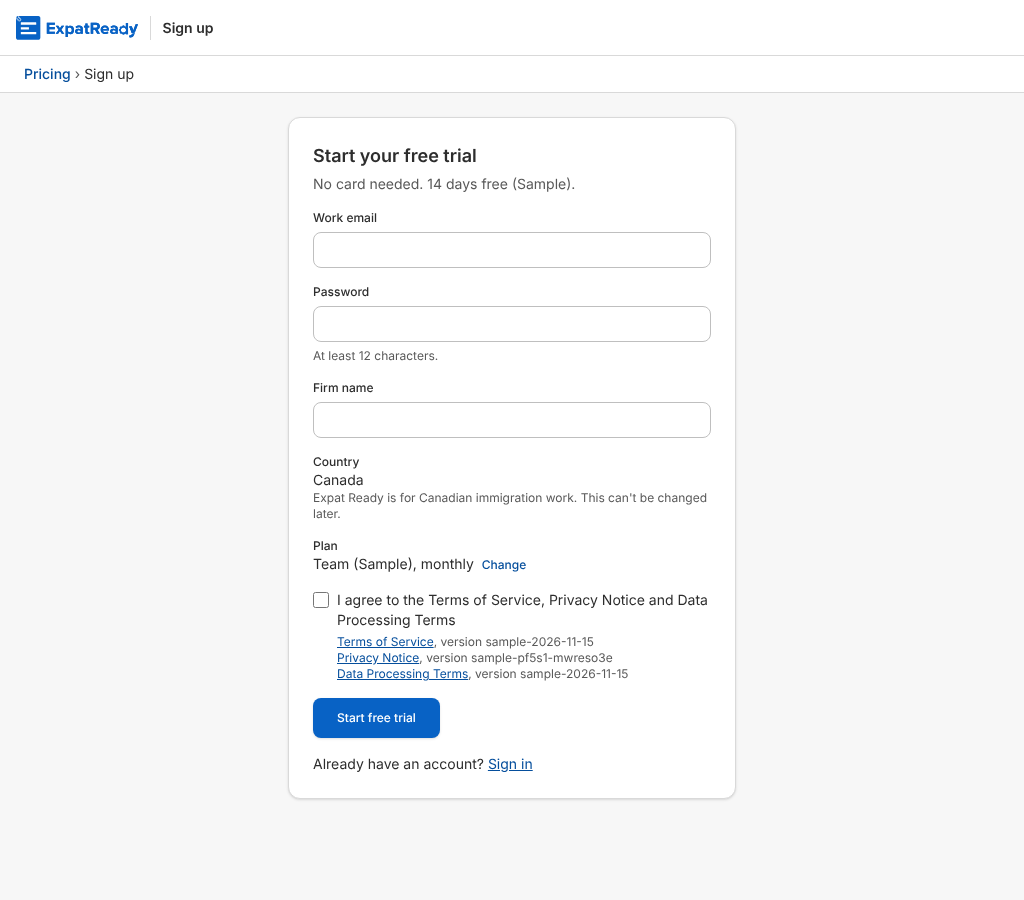 ExpatReady
Sign up
Pricing › Sign up
Start your free trial
No card needed. 14 days free (Sample).
Work email
Password
At least 12 characters.
Firm name
Country
Canada
Expat Ready is for Canadian immigration work. This can't be changed
later.
Plan
Team (Sample), monthly Change
I agree to the Terms of Service, Privacy Notice and Data
Processing Terms
Terms of Service, version sample-2026-11-15
Privacy Notice, version sample-pf5s1-mwreso3e
Data Processing Terms, version sample-2026-11-15
Start free trial
Already have an account? Sign in